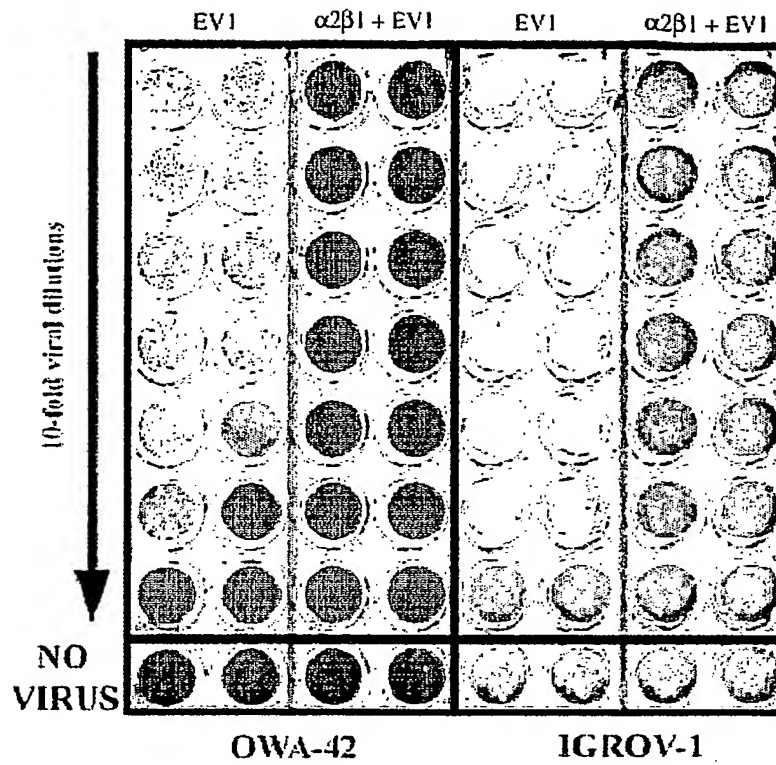 EV1 α2β1 + EV1 EV1 α2β1 + EV1
10-fold viral dilutions
NO
VIRUS
OWA-42 IGROV-1